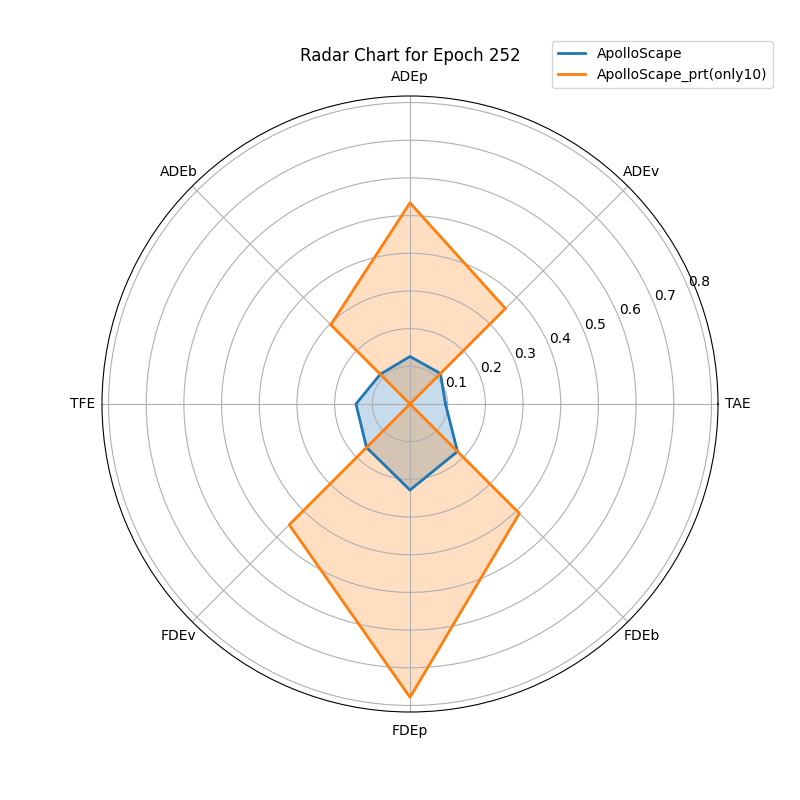 Radar Chart for Epoch 252
ApolloScape
ApolloScape_prt(only10)
ADEp
ADEb
ADEv
0.8
0.7
0.6
0.5
0.4
0.3
0.2
0.1
TFE
TAE
FDEv
FDEb
FDEp